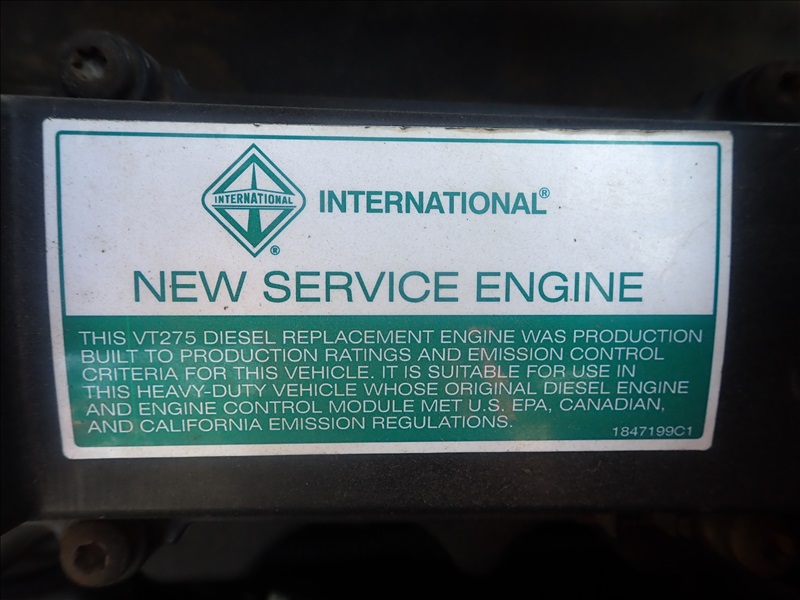 INTERNATIONAL
®
INTERNATIONAL®
NEW SERVICE ENGINE
THIS VT275 DIESEL REPLACEMENT ENGINE WAS PRODUCTION
BUILT TO PRODUCTION RATINGS AND EMISSION CONTROL
CRITERIA FOR THIS VEHICLE. IT IS SUITABLE FOR USE IN
THIS HEAVY-DUTY VEHICLE WHOSE ORIGINAL DIESEL ENGINE
AND ENGINE CONTROL MODULE MET U.S. EPA, CANADIAN,
AND CALIFORNIA EMISSION REGULATIONS.
1847199C1